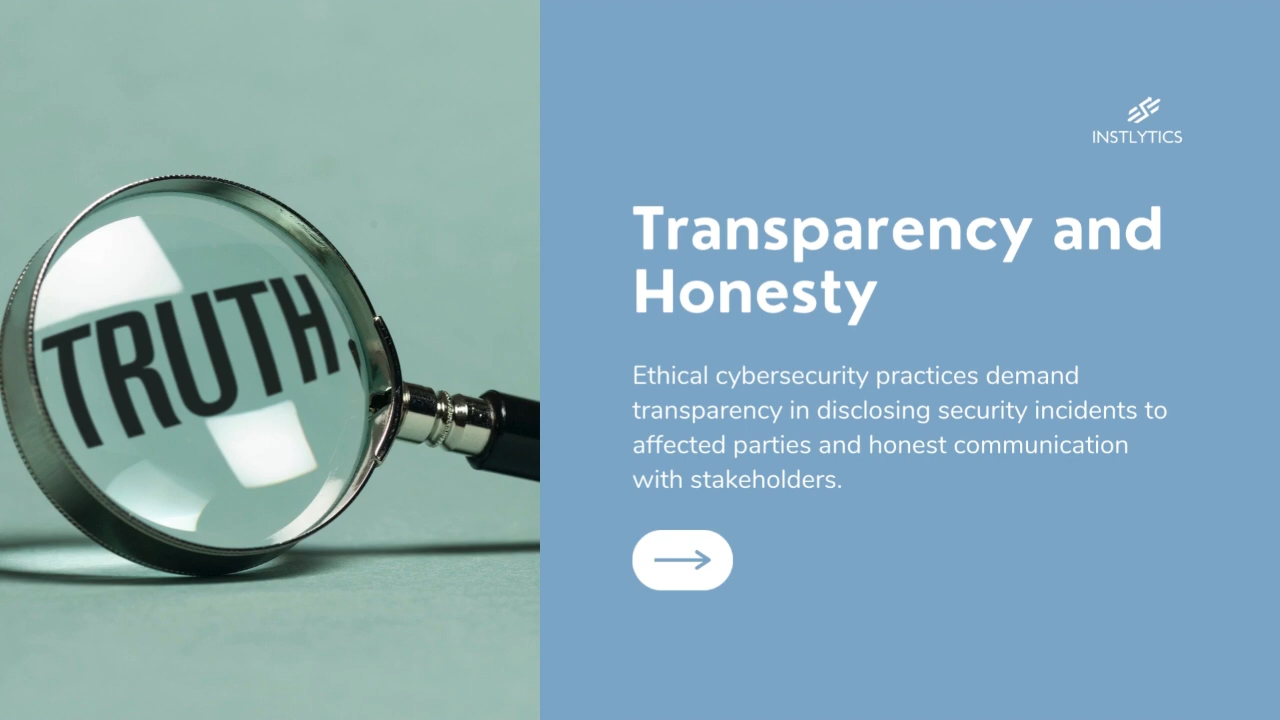 TRUTH.
INSTLYTICS
Transparency and
Honesty
Ethical cybersecurity practices demand
transparency in disclosing security incidents to
affected parties and honest communication
with stakeholders.